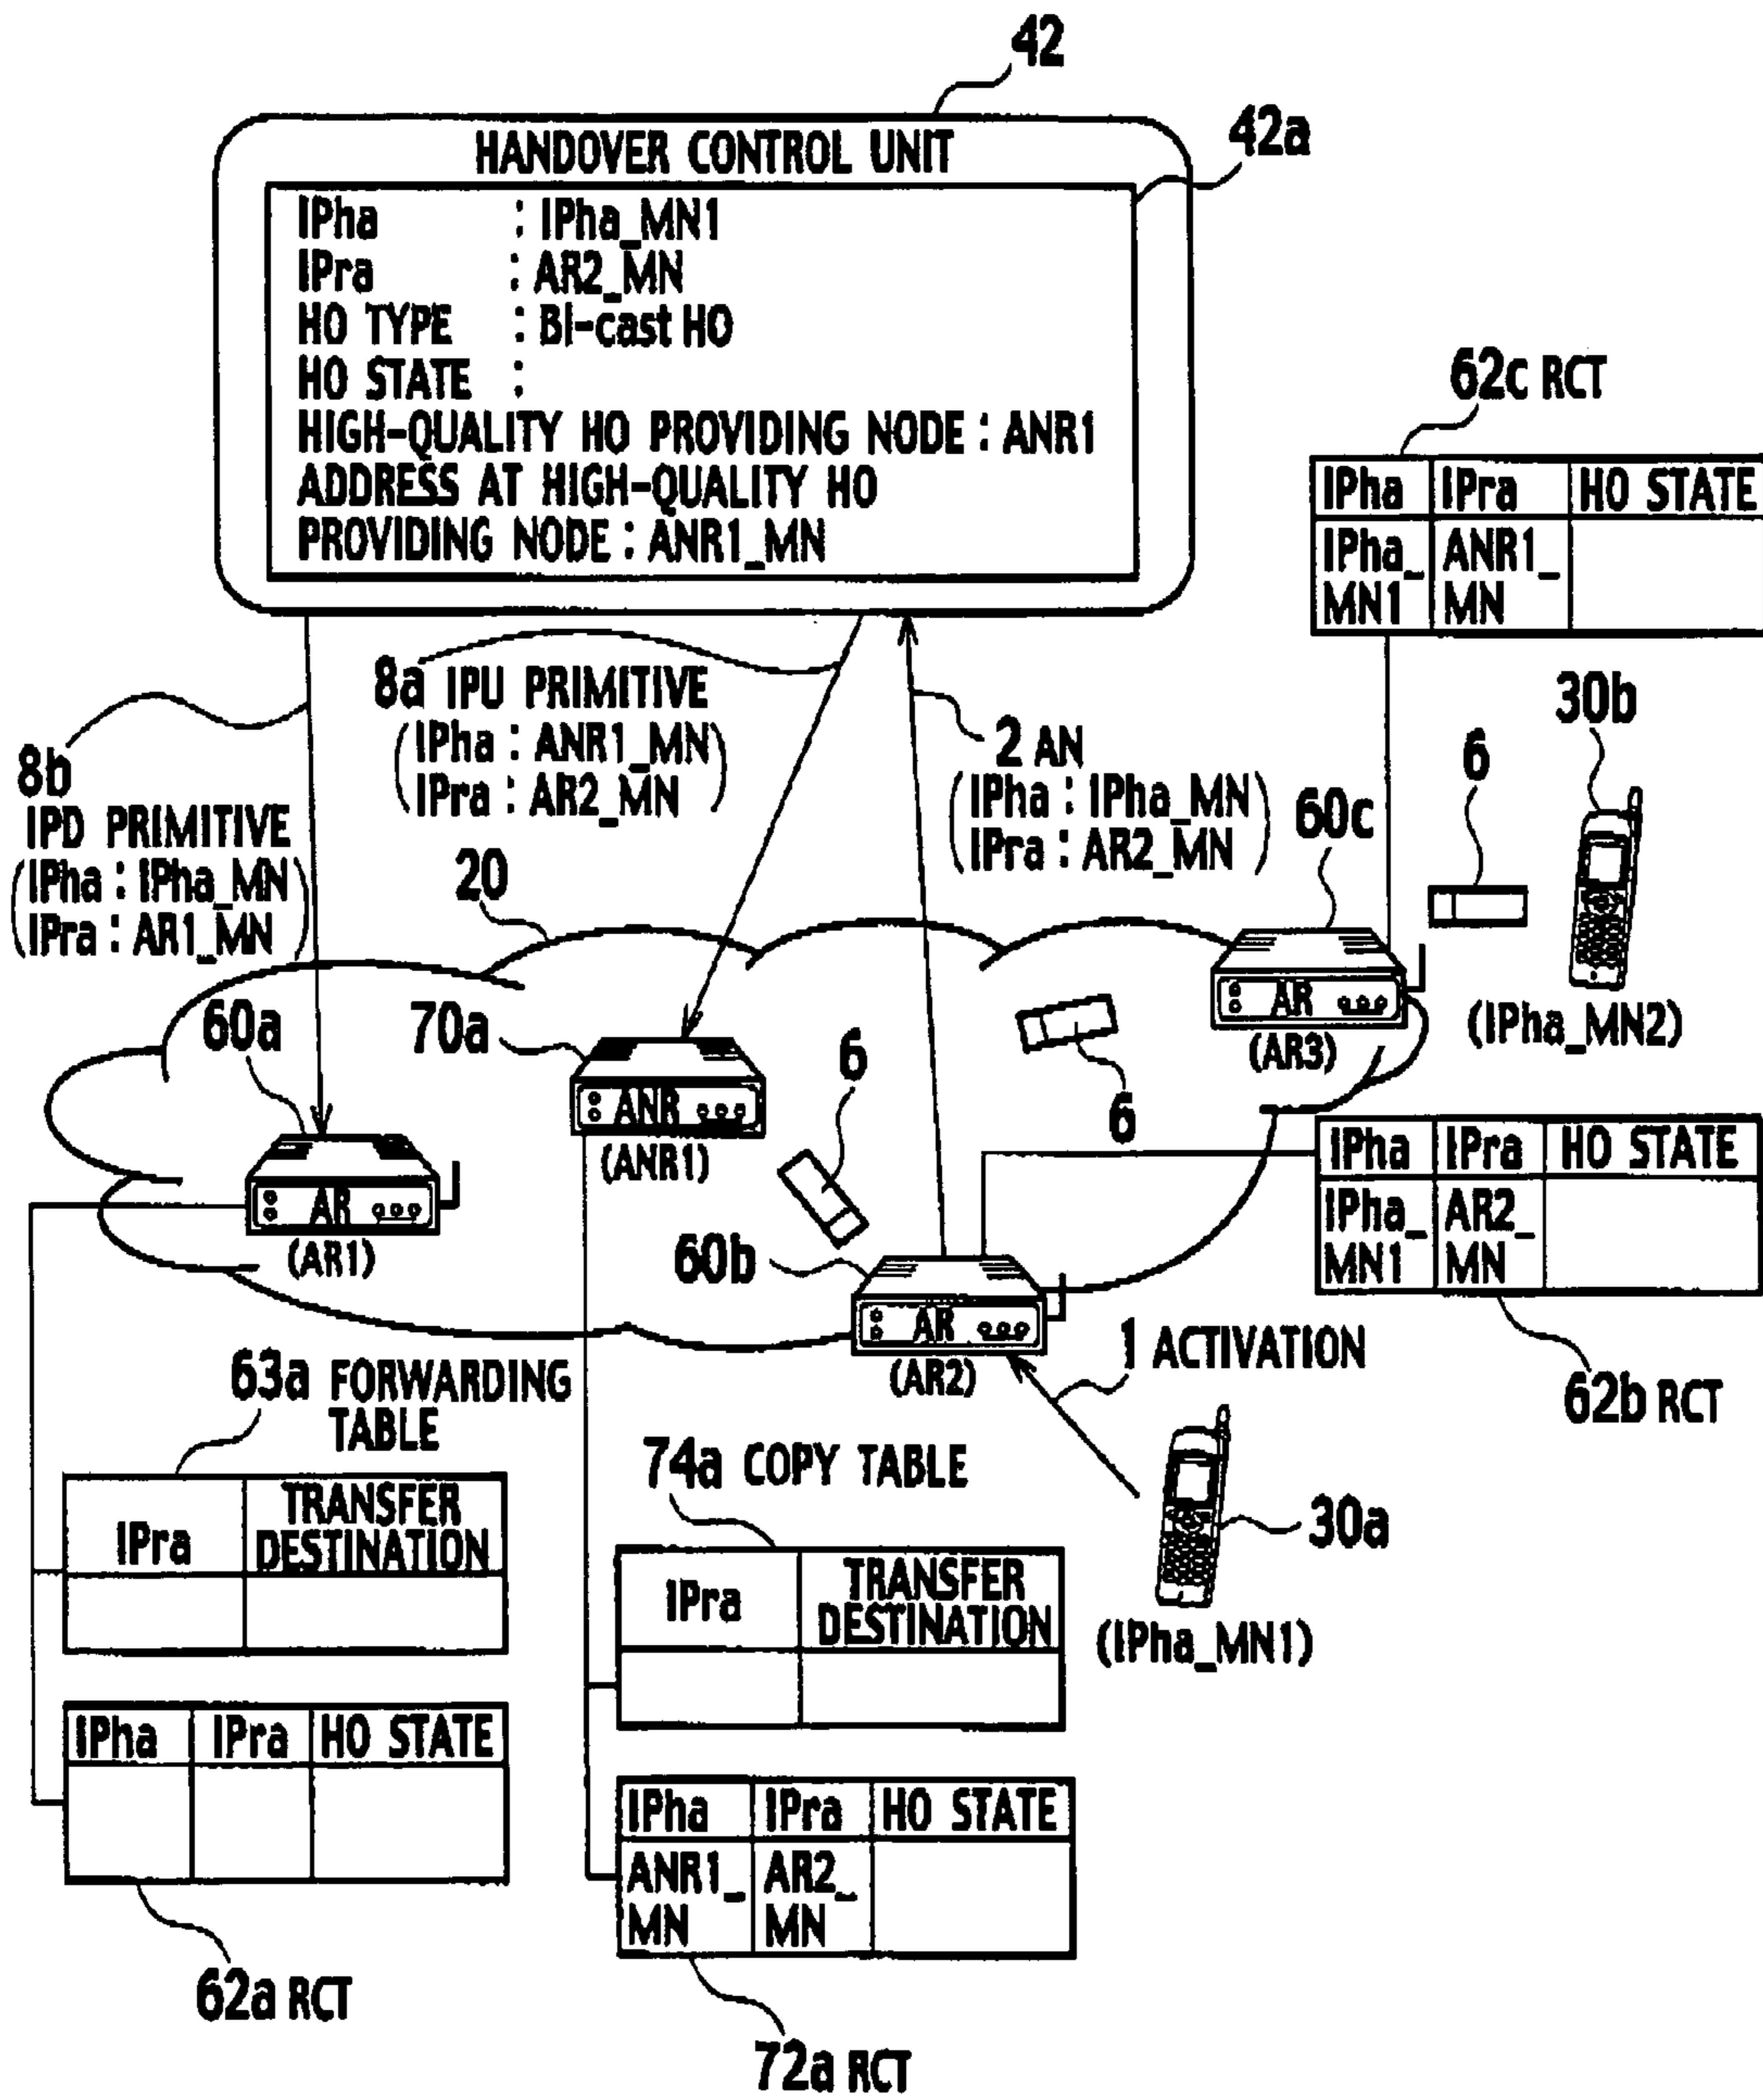 42
HANDOVER CONTROL UNIT
42a
IPha : IPha_MN1
IPra : AR2_MN
HO TYPE : Bi-cast HO
HO STATE :
HIGH-QUALITY HO PROVIDING NODE : ANR1
ADDRESS AT HIGH-QUALITY HO
PROVIDING NODE : ANR1_MN
62c RCT
IPha IPra HO STATE
IPha_ ANR1_
MN1 MN
8a IPU PRIMITIVE
(IPha : ANR1_MN)
(IPra : AR2_MN)
2 AN
(IPha : IPha_MN)
(IPra : AR2_MN)
8b
IPD PRIMITIVE
(IPha : IPha_MN)
(IPra : AR1_MN)
30b
6
(IPha_MN2)
60c
20
60a
70a
6
6
AR
(AR3)
ANR
(ANR1)
AR
(AR1)
IPha IPra HO STATE
IPha_ AR2_
MN1 MN
62b RCT
60b
AR
(AR2)
1 ACTIVATION
30a
(IPha_MN1)
63a FORWARDING
TABLE
IPra TRANSFER
DESTINATION
74a COPY TABLE
IPra TRANSFER
DESTINATION
IPha IPra HO STATE
62a RCT
IPha IPra HO STATE
ANR1_ AR2_
MN MN
72a RCT